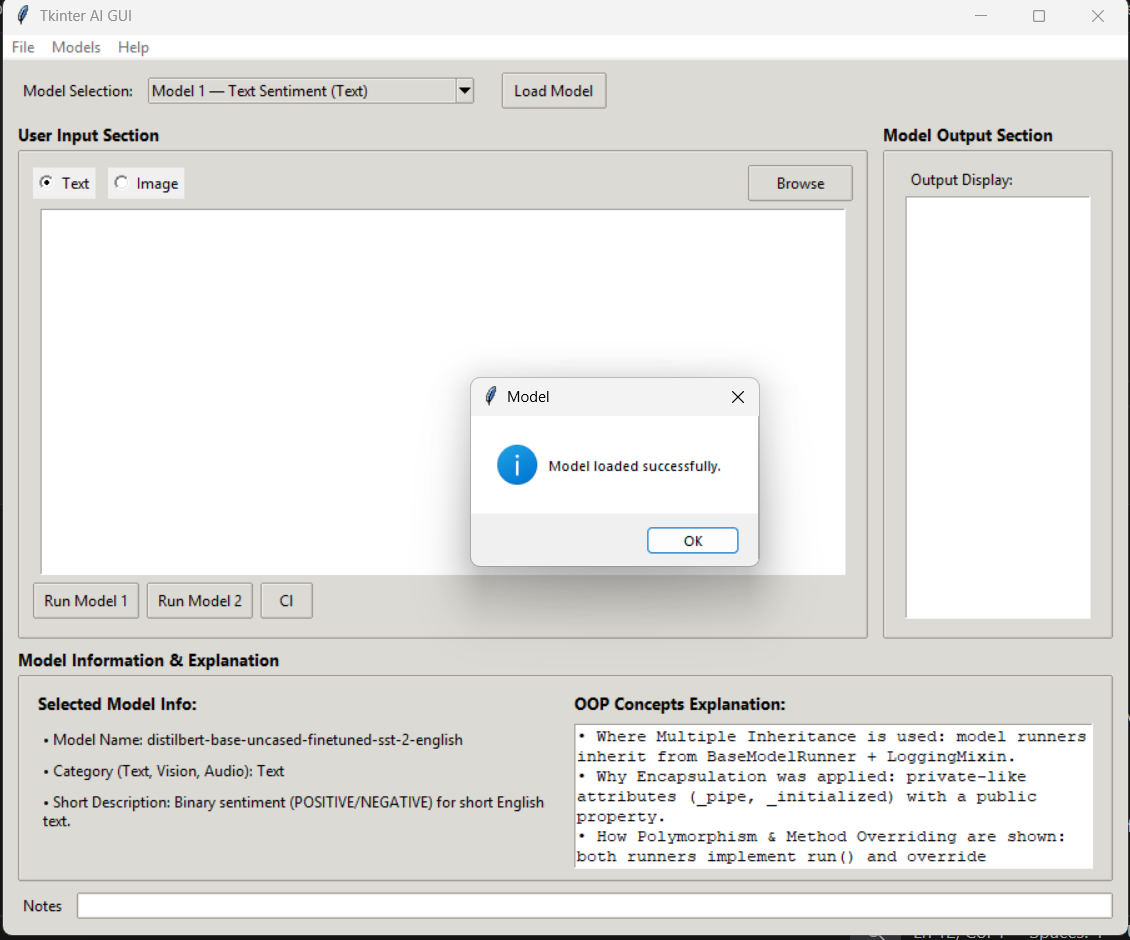 Tkinter AI GUI
File Models Help
Model Selection: Model 1 — Text Sentiment (Text) Load Model
User Input Section
Text Image Browse
Model Output Section
Output Display:
Model
Model loaded successfully.
OK
Run Model 1 Run Model 2 Cl
Model Information & Explanation
Selected Model Info:
• Model Name: distilbert-base-uncased-finetuned-sst-2-english
• Category (Text, Vision, Audio): Text
• Short Description: Binary sentiment (POSITIVE/NEGATIVE) for short English
text.
OOP Concepts Explanation:
• Where Multiple Inheritance is used: model runners
inherit from BaseModelRunner + LoggingMixin.
• Why Encapsulation was applied: private-like
attributes (_pipe, _initialized) with a public
property.
• How Polymorphism & Method Overriding are shown:
both runners implement run() and override
Notes